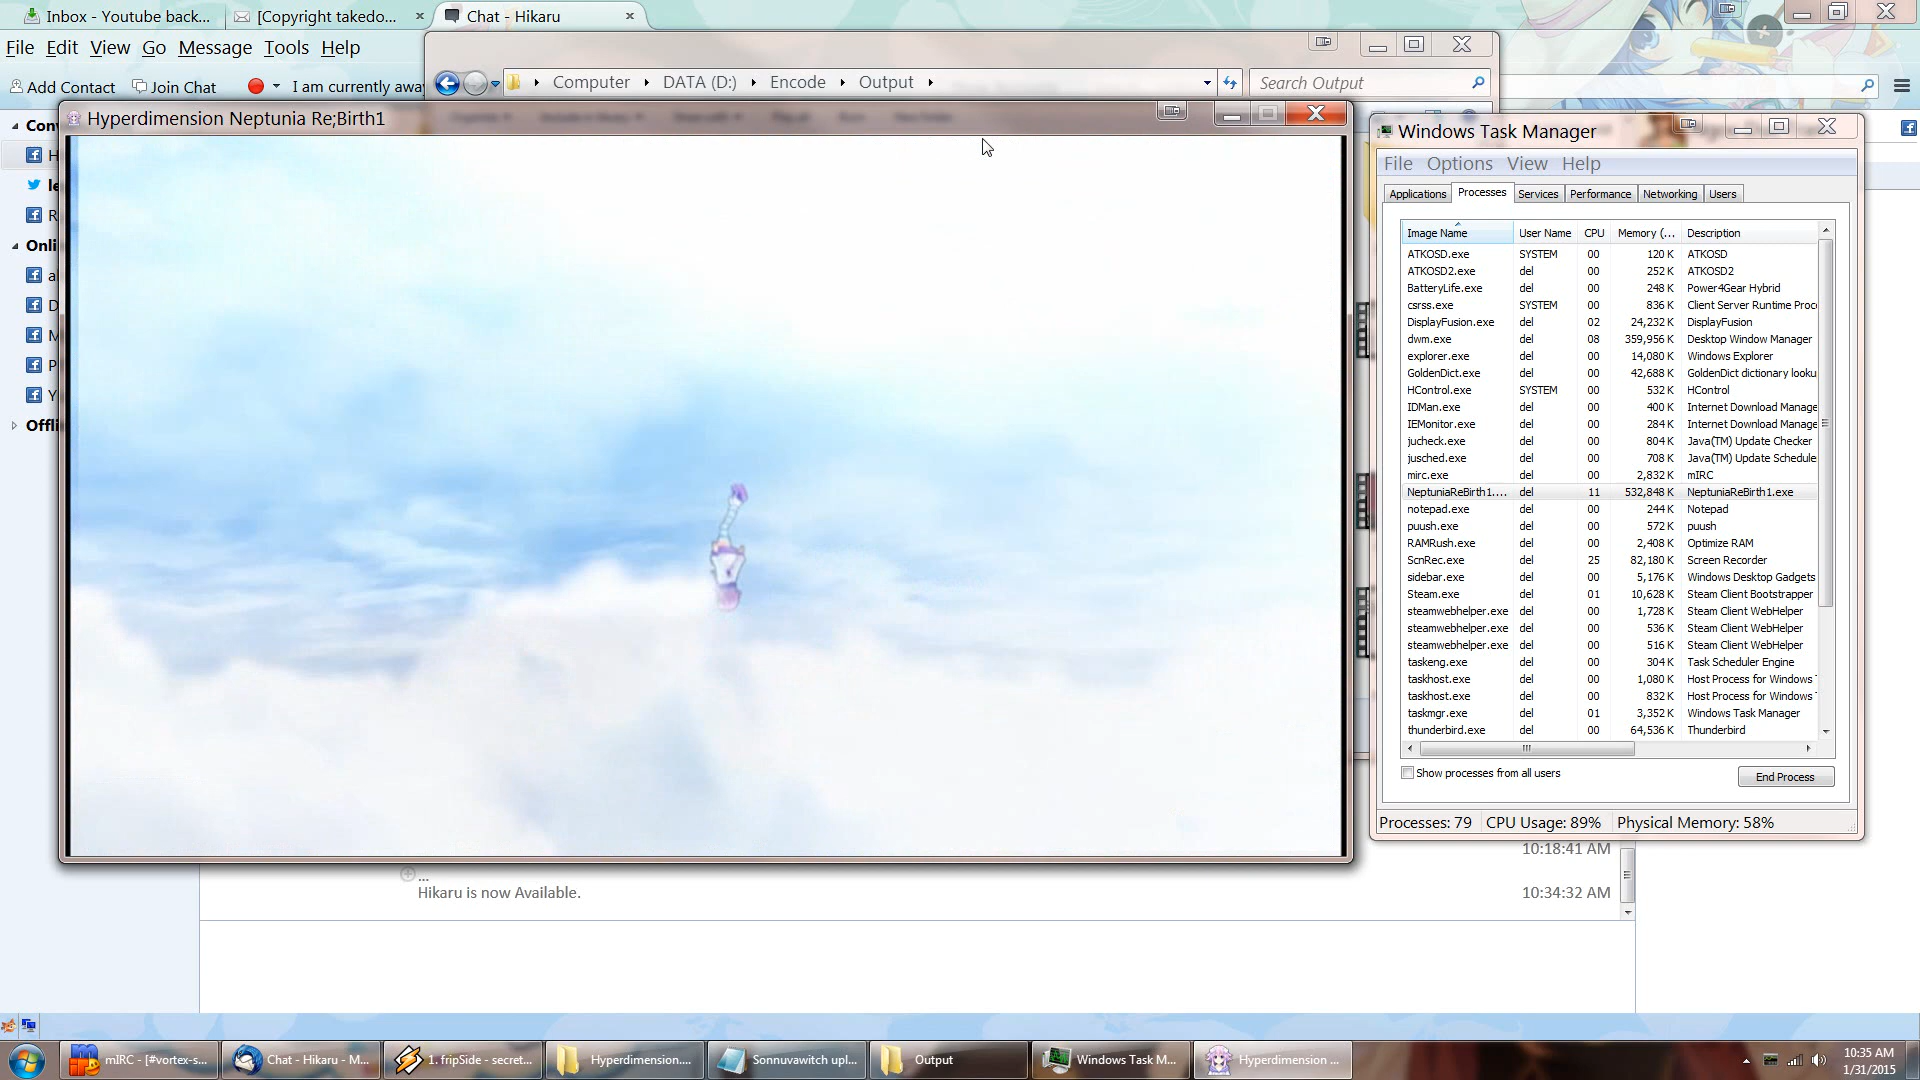 Inbox - Youtube back...
[Copyright takedo...
Chat - Hikaru
File Edit View Go Message Tools Help
Add Contact Join Chat I am currently away
Computer DATA (D:) Encode Output
Search Output
Hyperdimension Neptunia Re;Birth1
Offli
Windows Task Manager
File Options View Help
Applications Processes Services Performance Networking Users
Image Name User Name CPU Memory (... Description
ATKOSD.exe SYSTEM 00 120 K ATKOSD
ATKOSD2.exe del 00 252 K ATKOSD2
BatteryLife.exe del 00 248 K Power4Gear Hybrid
csrss.exe SYSTEM 00 836 K Client Server Runtime Proc
DisplayFusion.exe del 02 24,232 K DisplayFusion
dwm.exe del 08 359,956 K Desktop Window Manager
explorer.exe del 00 14,080 K Windows Explorer
GoldenDict.exe del 00 42,688 K GoldenDict dictionary looku
HControl.exe SYSTEM 00 532 K HControl
IDMan.exe del 00 400 K Internet Download Manage
IEMonitor.exe del 00 284 K Internet Download Manage
jucheck.exe del 00 804 K Java(TM) Update Checker
jusched.exe del 00 708 K Java(TM) Update Schedule
mirc.exe del 00 2,832 K mIRC
NeptuniaReBirth1.... del 11 532,848 K NeptuniaReBirth1.exe
notepad.exe del 00 244 K Notepad
puush.exe del 00 572 K puush
RAMRush.exe del 00 2,408 K Optimize RAM
ScnRec.exe del 25 82,180 K Screen Recorder
sidebar.exe del 00 5,176 K Windows Desktop Gadgets
Steam.exe del 01 10,628 K Steam Client Bootstrapper
steamwebhelper.exe del 00 1,728 K Steam Client WebHelper
steamwebhelper.exe del 00 536 K Steam Client WebHelper
steamwebhelper.exe del 00 516 K Steam Client WebHelper
taskeng.exe del 00 304 K Task Scheduler Engine
taskhost.exe del 00 1,080 K Host Process for Windows
taskhost.exe del 00 832 K Host Process for Windows
taskmgr.exe del 01 3,352 K Windows Task Manager
thunderbird.exe del 00 64,536 K Thunderbird
Show processes from all users
End Process
Processes: 79 CPU Usage: 89% Physical Memory: 58%
10:18:41 AM
...
Hikaru is now Available. 10:34:32 AM
mIRC - [#vortex-s...
Chat - Hikaru - M...
1. fripSide - secret...
Hyperdimension....
Sonnuvawitch upl...
Output
Windows Task M...
Hyperdimension ...
10:35 AM
1/31/2015